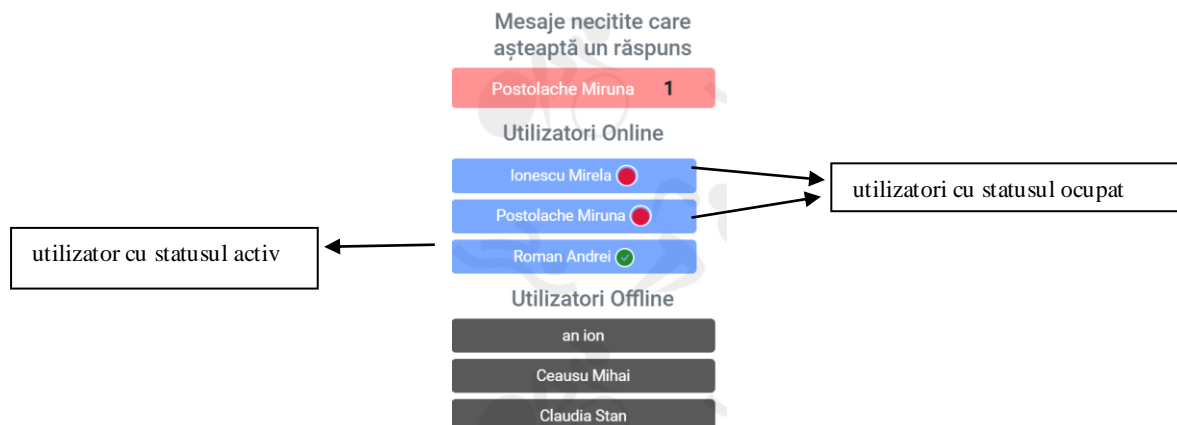 Mesaje necitite care
așteaptă un răspuns
Postolache Miruna 1
Utilizatori Online
Ionescu Mirela
utilizatori cu statusul ocupat
Postolache Miruna
utilizator cu statusul activ
Roman Andrei
Utilizatori Offline
an ion
Ceausu Mihai
Claudia Stan